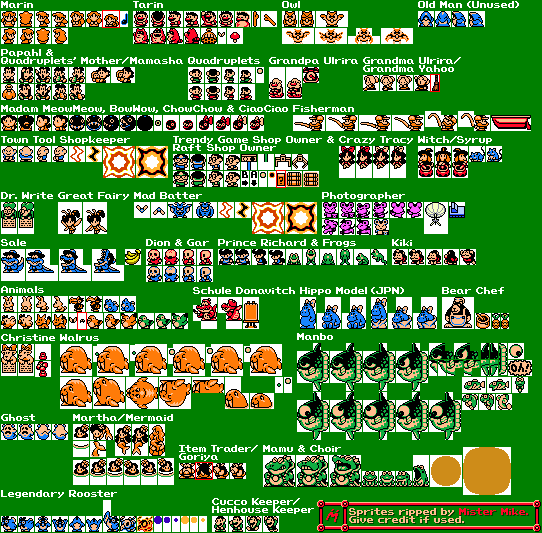 Marin
Tarin
Owl
Old Man (Unused)
Papahl &
Quadruplets' Mother/Mamasha
Quadruplets
Grandpa Ulrira
Grandma Ulrira/
Grandma Yahoo
Madam MeowMeow, BowWow, ChowChow & CiaoCiao
Fisherman
Town Tool Shopkeeper
Trendy Game Shop Owner &
Raft Shop Owner
Crazy Tracy
Witch/Syrup
Dr. Write
Great Fairy
Mad Batter
Photographer
Sale
Dion & Gar
Prince Richard & Frogs
Kiki
Animals
Schule Donavitch
Hippo Model (JPN)
Bear Chef
Christine
Walrus
Manbo
Ghost
Martha/Mermaid
Item Trader/
Goriya
Mamu & Choir
Legendary Rooster
Cucco Keeper/
Henhouse Keeper
Sprites ripped by Mister Mike.
Give credit if used.